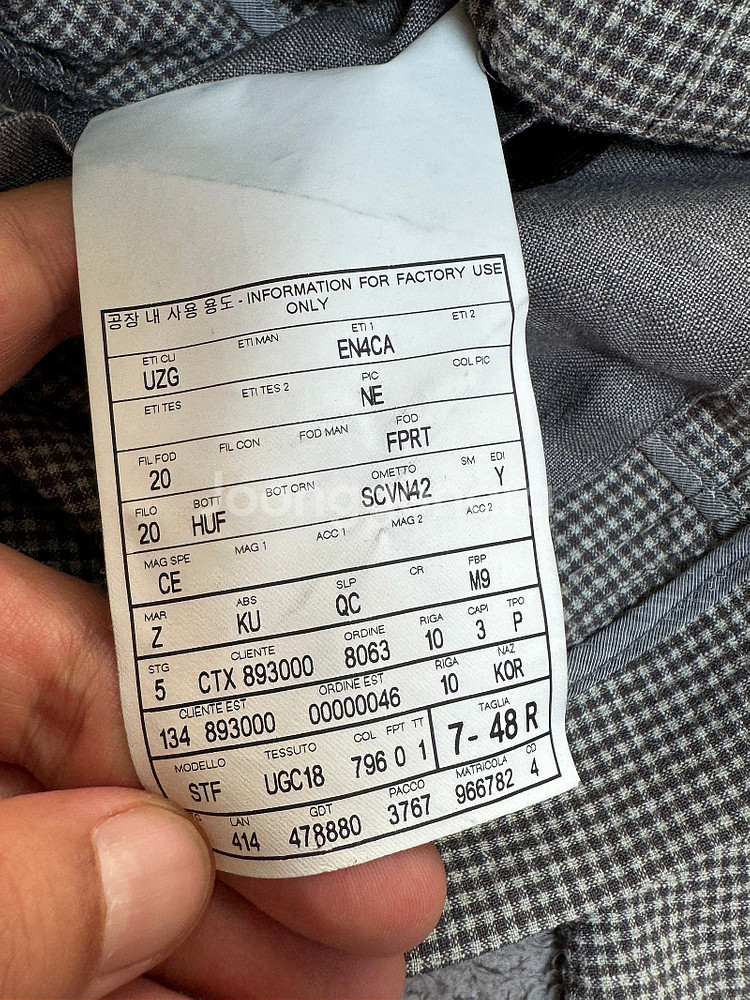 공장 내 사용 용도 - INFORMATION FOR FACTORY USE
ONLY
ETI CLI ETI MAN ETI 1 ETI 2
UZG EN4CA
ETI TES ETI TES 2 PIC COL PIC
NE
FIL FOD FIL CON FOD MAN FOD
20 FPRT
FILO BOTT BOT ORN OMETTO SM EDI
20 HUF SCVN42 Y
MAG SPE MAG 1 ACC 1 MAG 2 ACC 2
CE
MAR ABS SLP CR FBP
Z KU QC M9
STG CLIENTE ORDINE RIGA CAPI TPO
5 CTX 893000 8063 10 3 P
CLIENTE EST ORDINE EST RIGA NAZ
134 893000 00000046 10 KOR
MODELLO TESSUTO COL FPT TT TAGLIA
STF UGC18 796 0 1 7- 48 R
LAN GDT PACCO MATRICOLA CO
414 478880 3767 966782 4